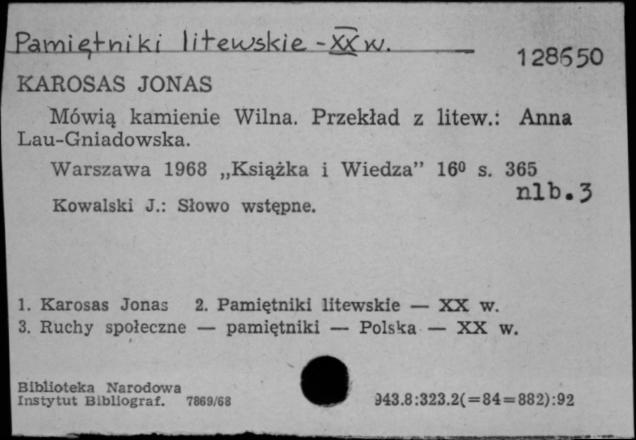 Pamiętniki litewskie - XX w.
128650
KAROSAS JONAS
Mówią kamienie Wilna. Przekład z litew.: Anna
Lau-Gniadowska.
Warszawa 1968 „Książka i Wiedza” 16⁰ s. 365
nlb. 3
Kowalski J.: Słowo wstępne.
1. Karosas Jonas 2. Pamiętniki litewskie — XX w.
3. Ruchy społeczne — pamiętniki — Polska — XX w.
Biblioteka Narodowa
Instytut Bibliograf. 7869/68
943.8:323.2(=84=882):92